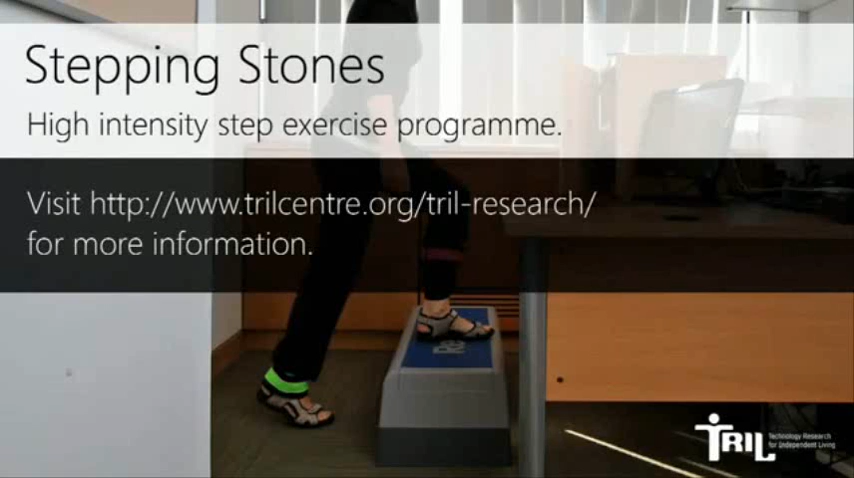 Stepping Stones
High intensity step exercise programme.
Visit http://www.trilcentre.org/tril-research/
for more information.
TRIL
Technology Research
for Independent Living